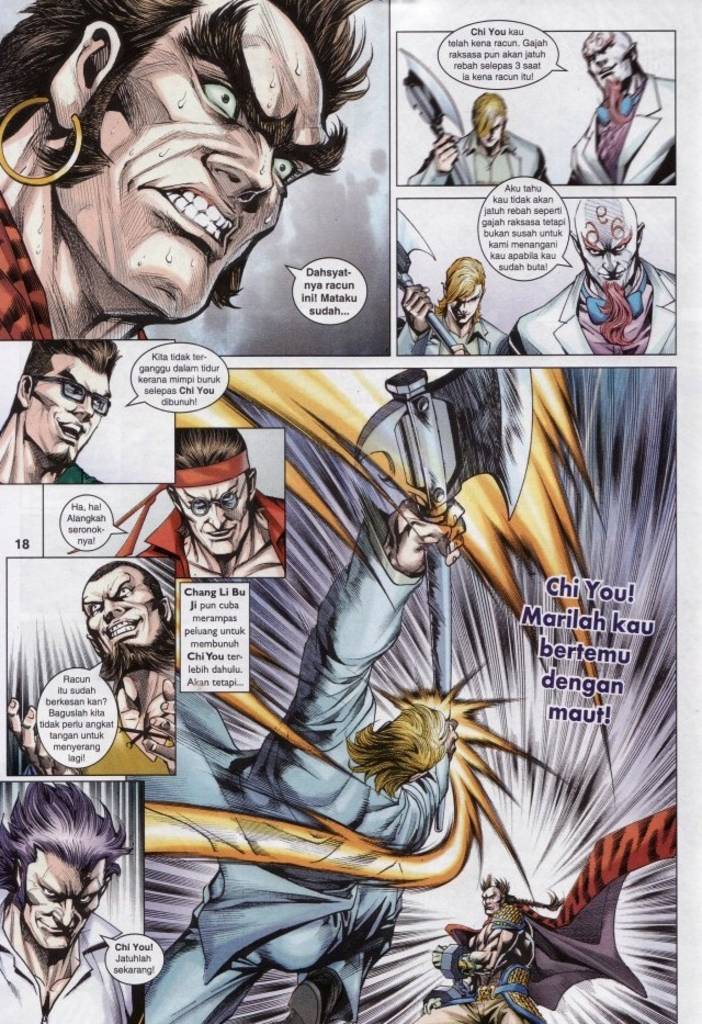 Dahsyat-
nya racun
ini! Mataku
sudah...
Chi You kau
telah kena racun. Gajah
raksasa pun akan jatuh
rebah selepas 3 saat
ia kena racun itu!
Aku tahu
kau tidak akan
jatuh rebah seperti
gajah raksasa tetapi
bukan susah untuk
kami menangani
kau apabila kau
sudah buta!
Kita tidak ter-
ganggu dalam tidur
kerana mimpi buruk
selepas Chi You
dibunuh!
Ha, ha!
Alangkah
seronok-
nya!
18
Chang Li Bu
Ji pun cuba
merampas
peluang untuk
membunuh
Chi You ter-
lebih dahulu.
Akan tetapi...
Racun
itu sudah
berkesan kan?
Baguslah kita
tidak perlu angkat
tangan untuk
menyerang
lagi!
Chi You!
Jatuhlah
sekarang!
Chi You!
Marilah kau
bertemu
dengan
maut!